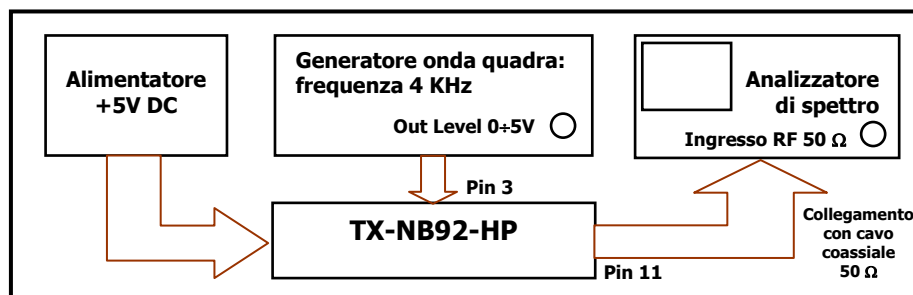 Alimentatore
+5V DC
Generatore onda quadra:
frequenza 4 KHz
Out Level 0÷5V
Analizzatore
di spettro
Ingresso RF 50 Ω
Pin 3
TX-NB92-HP
Pin 11
Collegamento
con cavo
coassiale
50 Ω